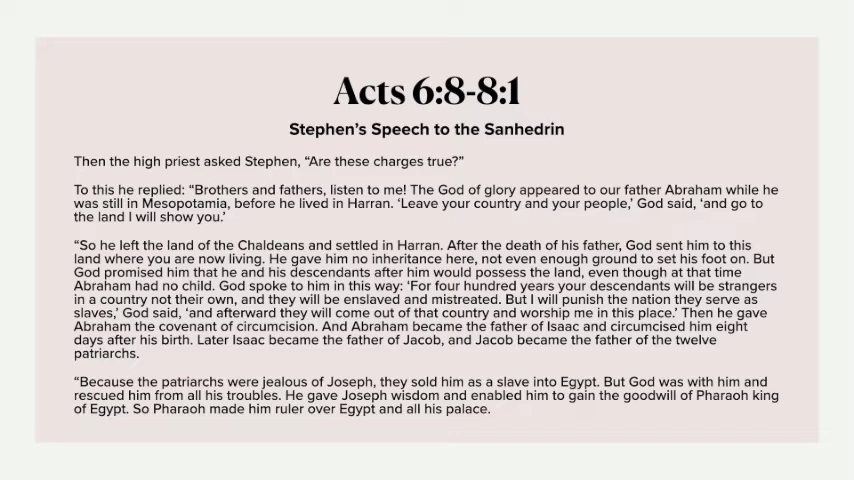 Acts 6:8-8:1
Stephen’s Speech to the Sanhedrin
Then the high priest asked Stephen, “Are these charges true?”
To this he replied: “Brothers and fathers, listen to me! The God of glory appeared to our father Abraham while he
was still in Mesopotamia, before he lived in Harran. ‘Leave your country and your people,’ God said, ‘and go to
the land I will show you.’
“So he left the land of the Chaldeans and settled in Harran. After the death of his father, God sent him to this
land where you are now living. He gave him no inheritance here, not even enough ground to set his foot on. But
God promised him that he and his descendants after him would possess the land, even though at that time
Abraham had no child. God spoke to him in this way: ‘For four hundred years your descendants will be strangers
in a country not their own, and they will be enslaved and mistreated. But I will punish the nation they serve as
slaves,’ God said, ‘and afterward they will come out of that country and worship me in this place.’ Then he gave
Abraham the covenant of circumcision. And Abraham became the father of Isaac and circumcised him eight
days after his birth. Later Isaac became the father of Jacob, and Jacob became the father of the twelve
patriarchs.
“Because the patriarchs were jealous of Joseph, they sold him as a slave into Egypt. But God was with him and
rescued him from all his troubles. He gave Joseph wisdom and enabled him to gain the goodwill of Pharaoh king
of Egypt. So Pharaoh made him ruler over Egypt and all his palace.